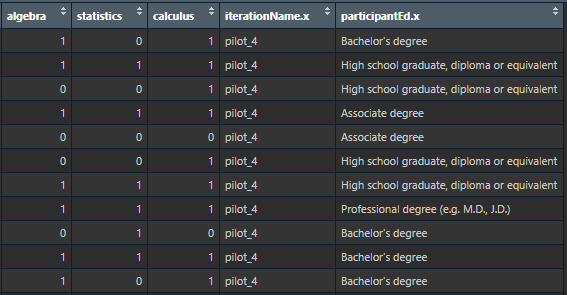 algebra statistics calculus iterationName.x participantEd.x
1 0 1 pilot_4 Bachelor's degree
1 1 1 pilot_4 High school graduate, diploma or equivalent
0 0 1 pilot_4 High school graduate, diploma or equivalent
1 1 1 pilot_4 Associate degree
0 0 0 pilot_4 Associate degree
0 0 1 pilot_4 High school graduate, diploma or equivalent
1 1 1 pilot_4 High school graduate, diploma or equivalent
1 1 1 pilot_4 Professional degree (e.g. M.D., J.D.)
0 1 0 pilot_4 Bachelor's degree
1 1 1 pilot_4 Bachelor's degree
1 0 1 pilot_4 Bachelor's degree